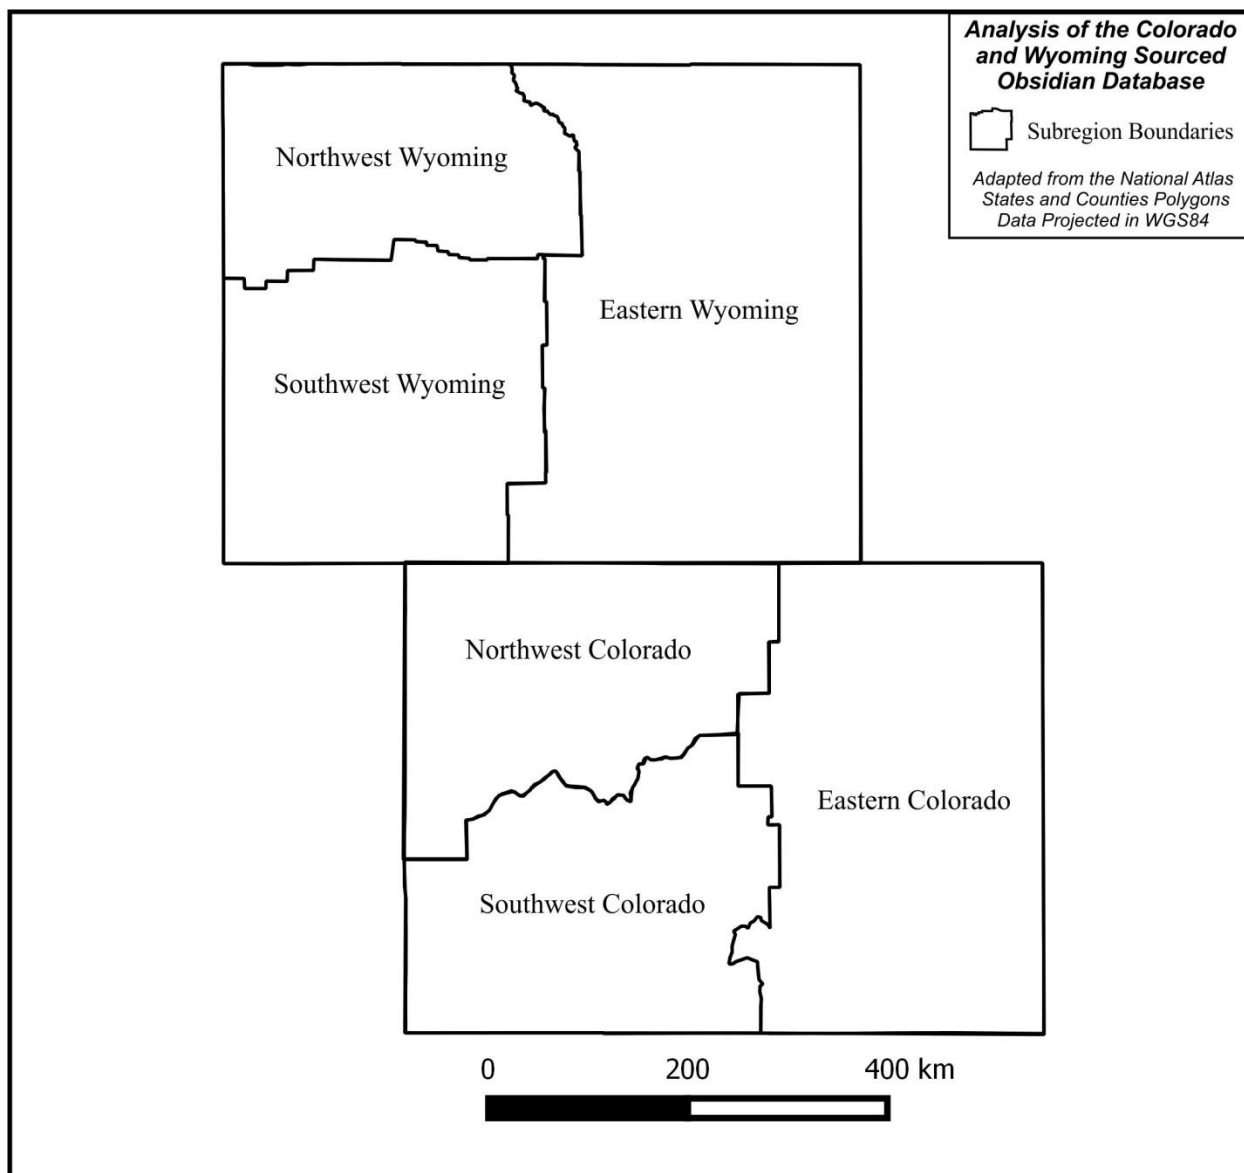 Analysis of the Colorado
and Wyoming Sourced
Obsidian Database
Subregion Boundaries
Adapted from the National Atlas
States and Counties Polygons
Data Projected in WGS84
Northwest Wyoming
Eastern Wyoming
Southwest Wyoming
Northwest Colorado
Eastern Colorado
Southwest Colorado
0 200 400 km